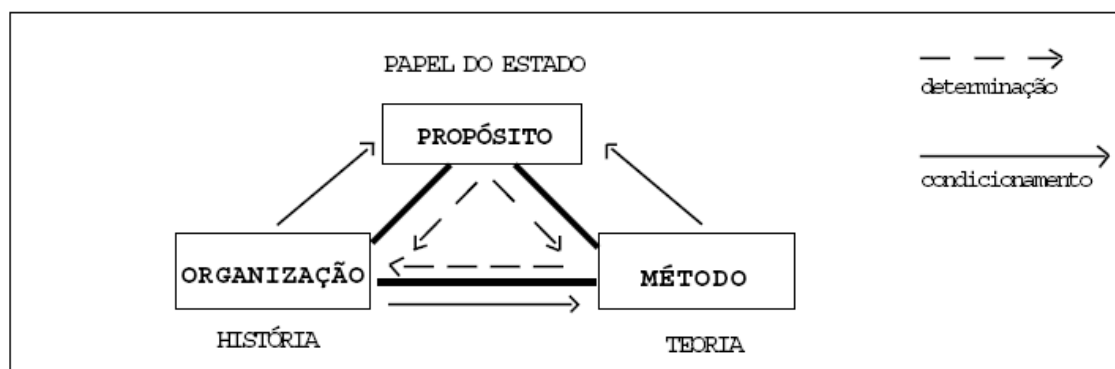 PAPEL DO ESTADO
PROPÓSITO
determinação
condicionamento
ORGANIZAÇÃO
MÉTODO
HISTÓRIA
TEORIA